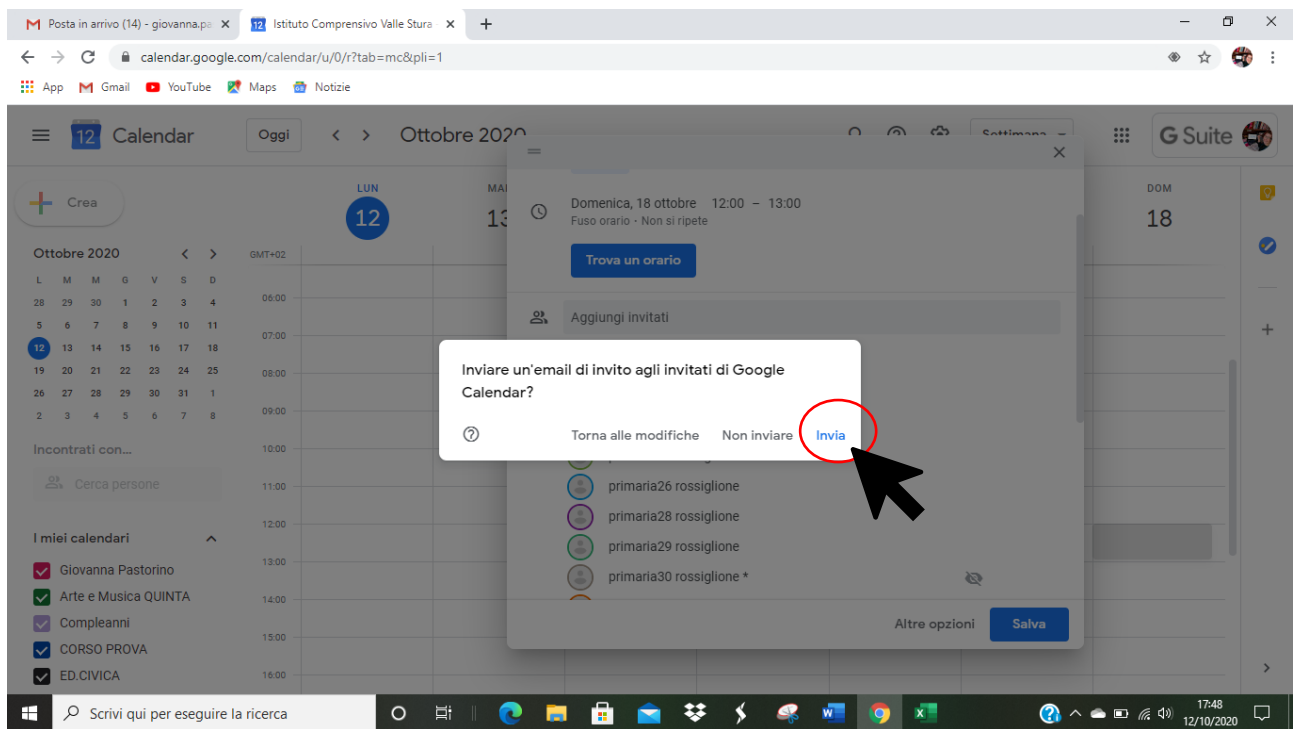 Posta in arrivo (14) - giovanna.pa
12 Istituto Comprensivo Valle Stura -
calendar.google.com/calendar/u/0/r?tab=mc&pli=1
App Gmail YouTube Maps Notizie
12 Calendar Oggi Ottobre 2020 Settimana G Suite
Crea
LUN MAR DOM
12 13 18
Domenica, 18 ottobre 12:00 – 13:00
Fuso orario - Non si ripete
Trova un orario
Aggiungi invitati
Ottobre 2020
L M M G V S D
28 29 30 1 2 3 4
5 6 7 8 9 10 11
12 13 14 15 16 17 18
19 20 21 22 23 24 25
26 27 28 29 30 31 1
2 3 4 5 6 7 8
GMT+02
06:00
07:00
08:00
09:00
10:00
11:00
12:00
13:00
14:00
15:00
16:00
Inviare un'email di invito agli invitati di Google
Calendar?
Torna alle modifiche Non inviare Invia
Incontrati con...
Cerca persone
primaria26 rossiglione
primaria28 rossiglione
primaria29 rossiglione
primaria30 rossiglione *
Altre opzioni Salva
I miei calendari
Giovanna Pastorino
Arte e Musica QUINTA
Compleanni
CORSO PROVA
ED.CIVICA
Scrivi qui per eseguire la ricerca
17:48
12/10/2020